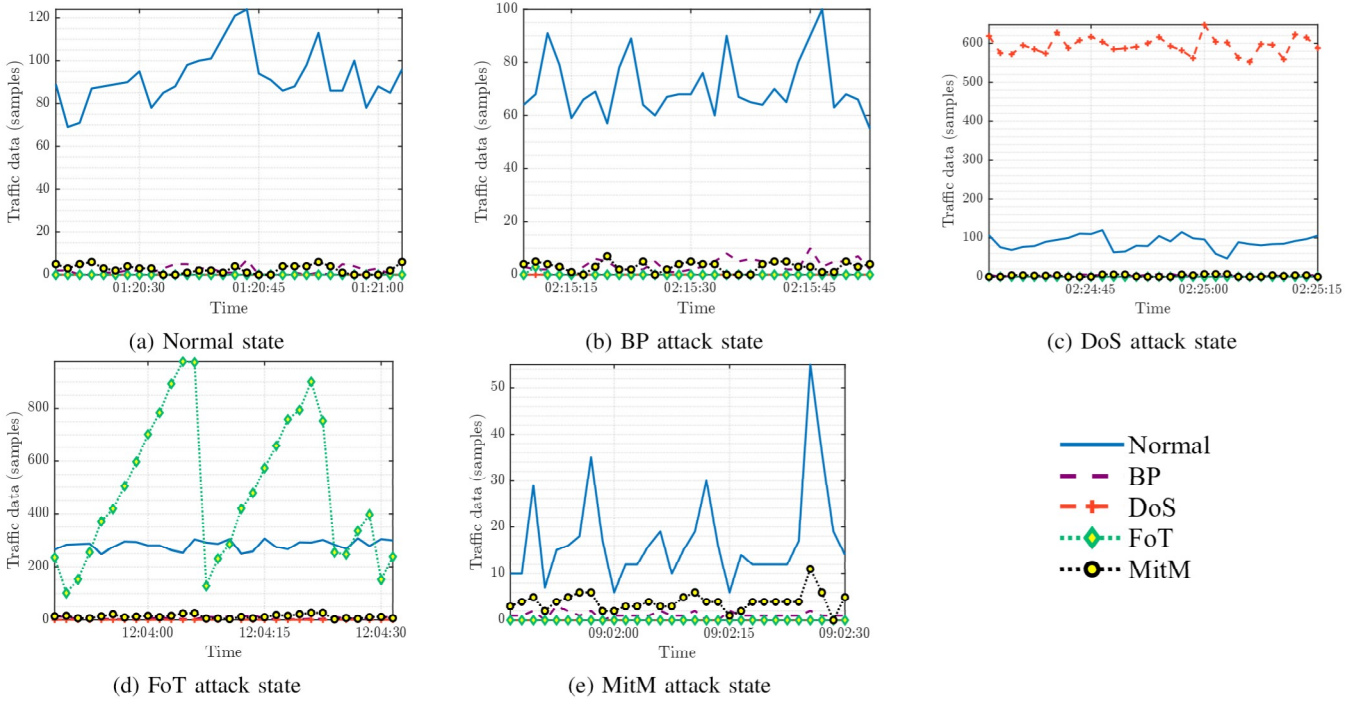 120
100
80
60
40
20
0
Traffic data (samples)
01:20:30 01:20:45 01:21:00
Time
(a) Normal state
100
80
60
40
20
0
Traffic data (samples)
02:15:15 02:15:30 02:15:45
Time
(b) BP attack state
600
500
400
300
200
100
0
Traffic data (samples)
02:24:45 02:25:00 02:25:15
Time
(c) DoS attack state
800
600
400
200
0
Traffic data (samples)
12:04:00 12:04:15 12:04:30
Time
(d) FoT attack state
50
40
30
20
10
0
Traffic data (samples)
09:02:00 09:02:15 09:02:30
Time
(e) MitM attack state
Normal
BP
DoS
FoT
MitM